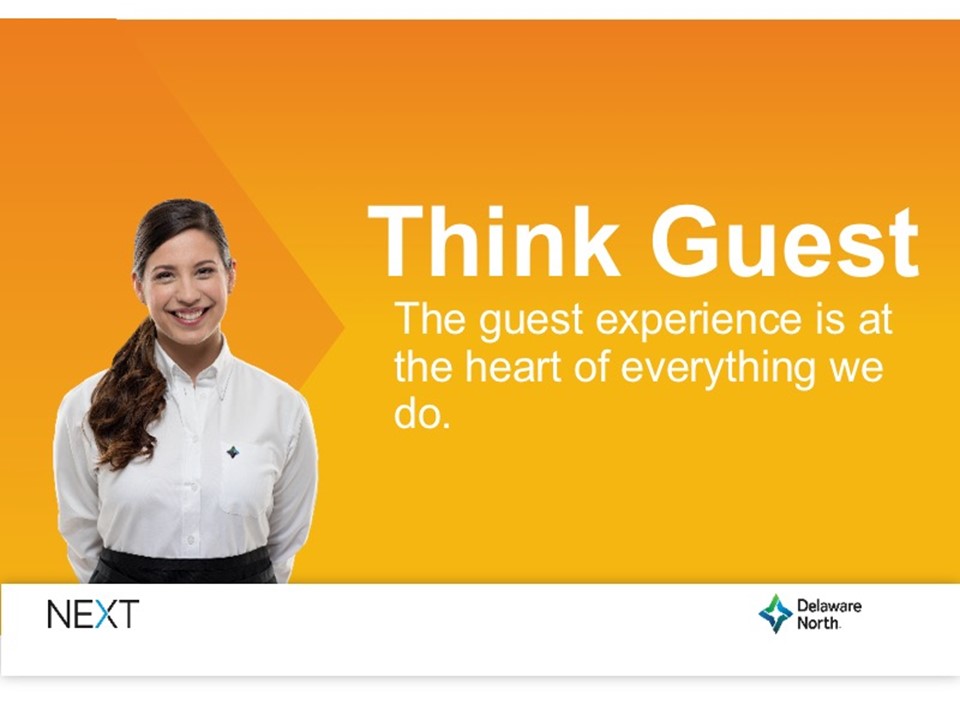 Think Guest
The guest experience is at
the heart of everything we
do.
NEXT
Delaware
North